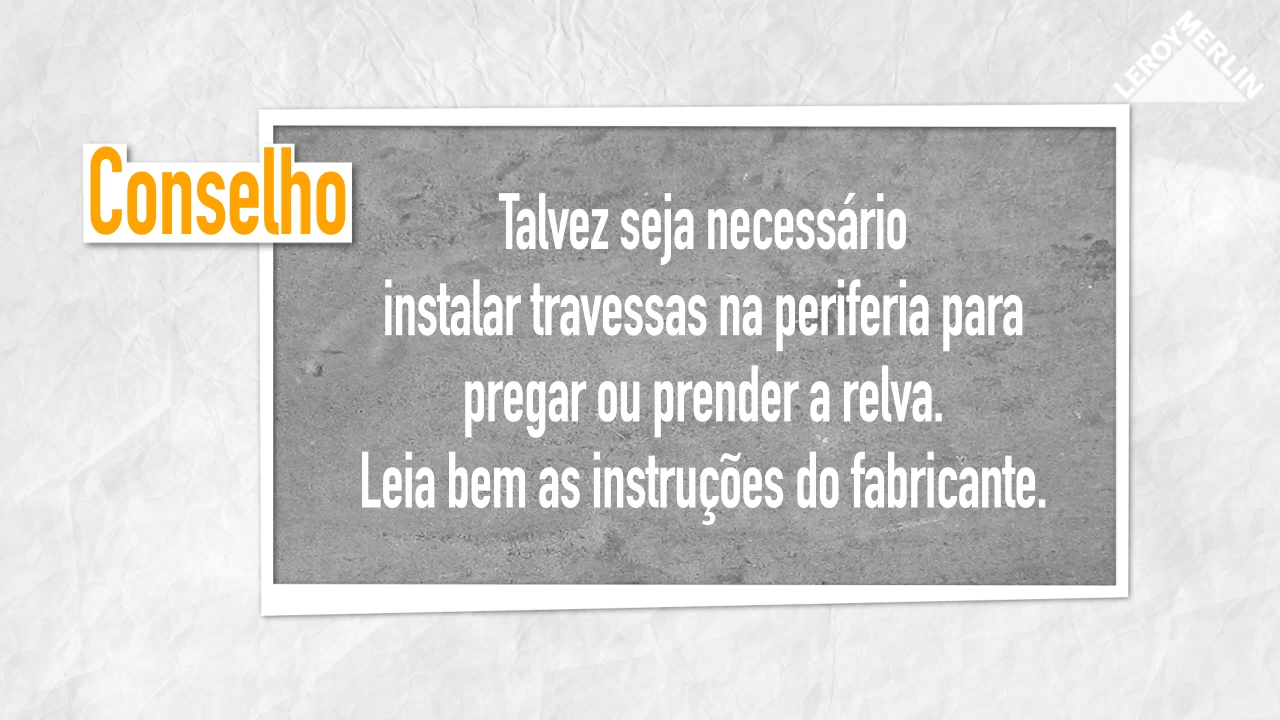 LEROY MERLIN
Conselho
Talvez seja necessário
instalar travessas na periferia para
pregar ou prender a relva.
Leia bem as instruções do fabricante.